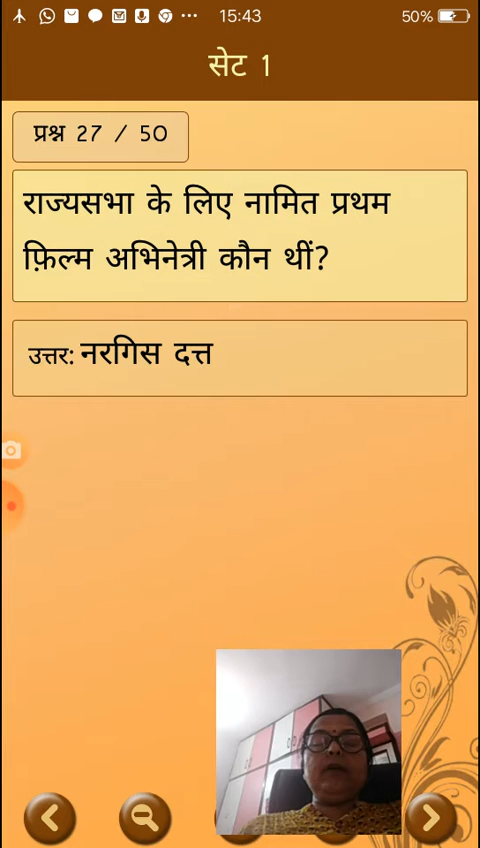 15:43
50%
सेट 1
प्रश्न 27 / 50
राज्यसभा के लिए नामित प्रथम
फ़िल्म अभिनेत्री कौन थीं?
उत्तर: नरगिस दत्त